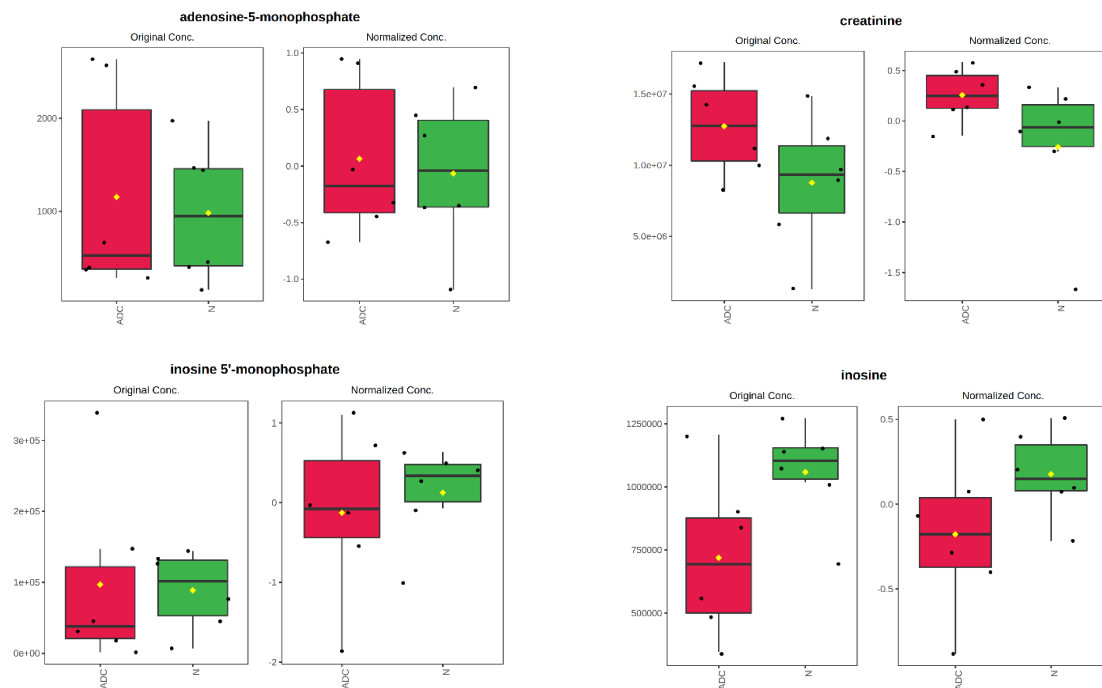 adenosine-5-monophosphate
Original Conc.
Normalized Conc.
2000
1000
1.0
0.5
0.0
-0.5
-1.0
ADC
N
ADC
N
creatinine
Original Conc.
Normalized Conc.
1.5e+07
1.0e+07
5.0e+06
0.5
0.0
-0.5
-1.0
-1.5
ADC
N
ADC
N
inosine 5'-monophosphate
Original Conc.
Normalized Conc.
3e+05
2e+05
1e+05
0e+00
1
0
-1
-2
ADC
N
ADC
N
inosine
Original Conc.
Normalized Conc.
1250000
1000000
750000
500000
0.5
0.0
-0.5
ADC
N
ADC
N